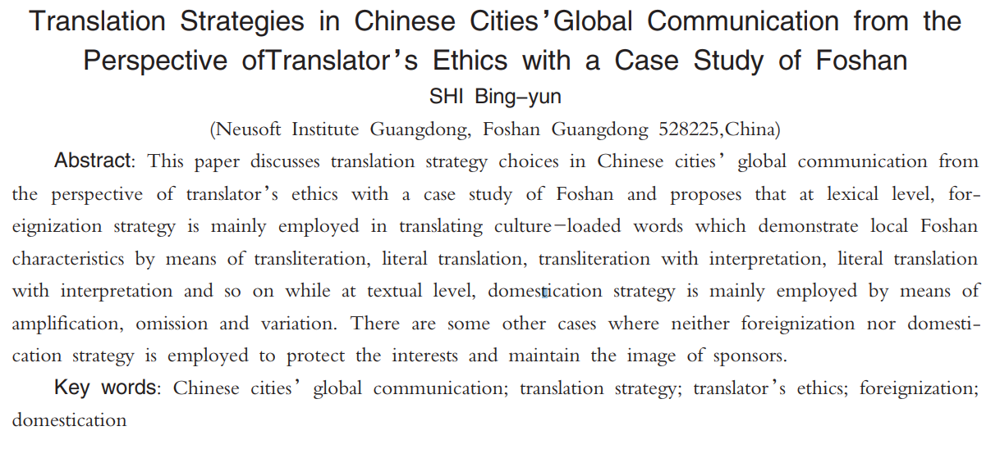 Translation Strategies in Chinese Cities’Global Communication from the
Perspective ofTranslator’s Ethics with a Case Study of Foshan
SHI Bing-yun
(Neusoft Institute Guangdong, Foshan Guangdong 528225,China)
Abstract: This paper discusses translation strategy choices in Chinese cities’ global communication from
the perspective of translator’s ethics with a case study of Foshan and proposes that at lexical level, for-
eignization strategy is mainly employed in translating culture-loaded words which demonstrate local Foshan
characteristics by means of transliteration, literal translation, transliteration with interpretation, literal translation
with interpretation and so on while at textual level, domestication strategy is mainly employed by means of
amplification, omission and variation. There are some other cases where neither foreignization nor domesti-
cation strategy is employed to protect the interests and maintain the image of sponsors.
Key words: Chinese cities’ global communication; translation strategy; translator’s ethics; foreignization;
domestication